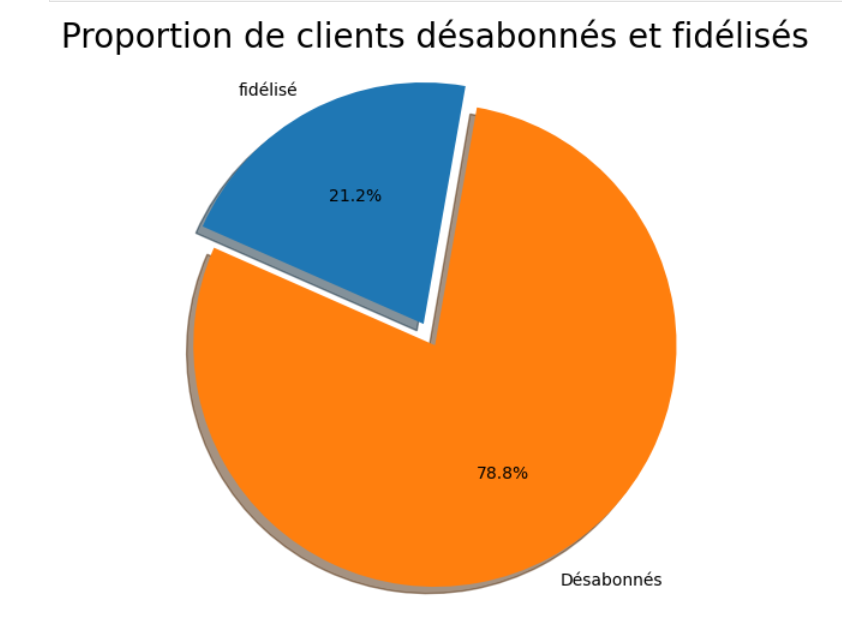 Proportion de clients désabonnés et fidélisés
fidélisé
21.2%
78.8%
Désabonnés